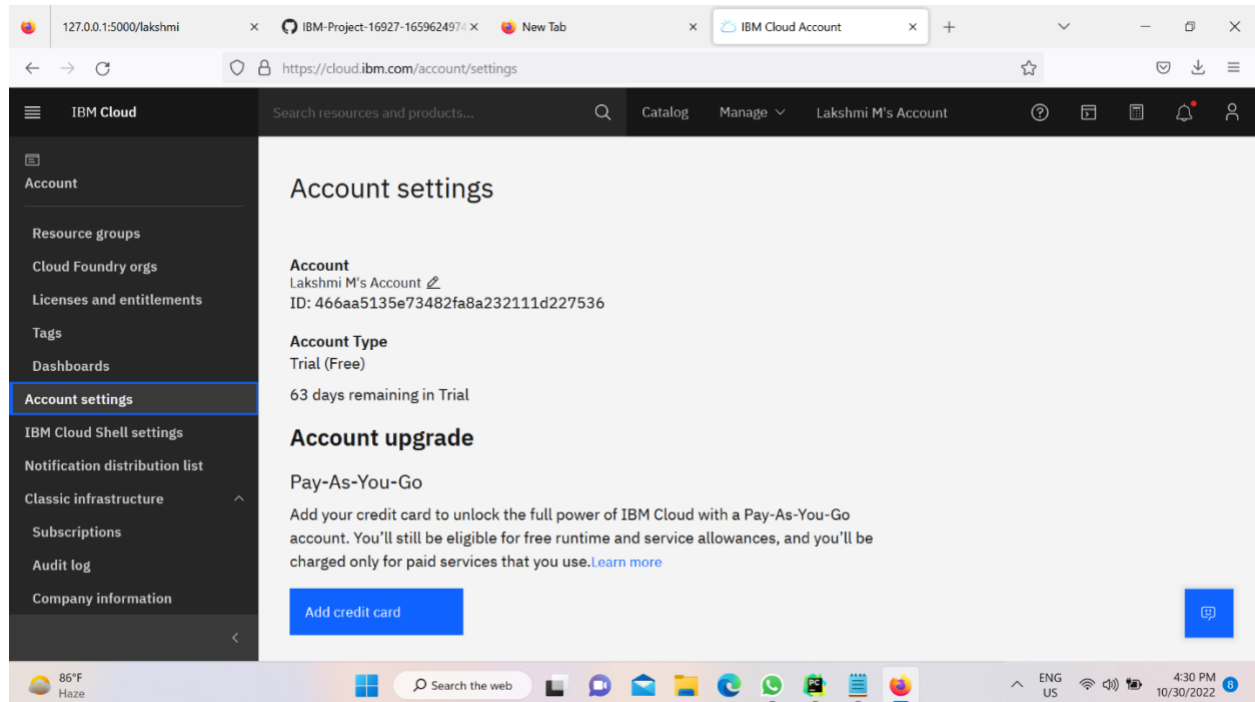 127.0.0.1:5000/lakshmi
IBM-Project-16927-1659624974
New Tab
IBM Cloud Account
https://cloud.ibm.com/account/settings
IBM Cloud
Search resources and products...
Catalog
Manage
Lakshmi M's Account
Account
Resource groups
Cloud Foundry orgs
Licenses and entitlements
Tags
Dashboards
Account settings
IBM Cloud Shell settings
Notification distribution list
Classic infrastructure
Subscriptions
Audit log
Company information
Account settings
Account
Lakshmi M's Account
ID: 466aa5135e73482fa8a232111d227536
Account Type
Trial (Free)
63 days remaining in Trial
Account upgrade
Pay-As-You-Go
Add your credit card to unlock the full power of IBM Cloud with a Pay-As-You-Go
account. You'll still be eligible for free runtime and service allowances, and you'll be
charged only for paid services that you use.Learn more
Add credit card
86°F
Haze
Search the web
PC
ENG
US
4:30 PM
10/30/2022
8